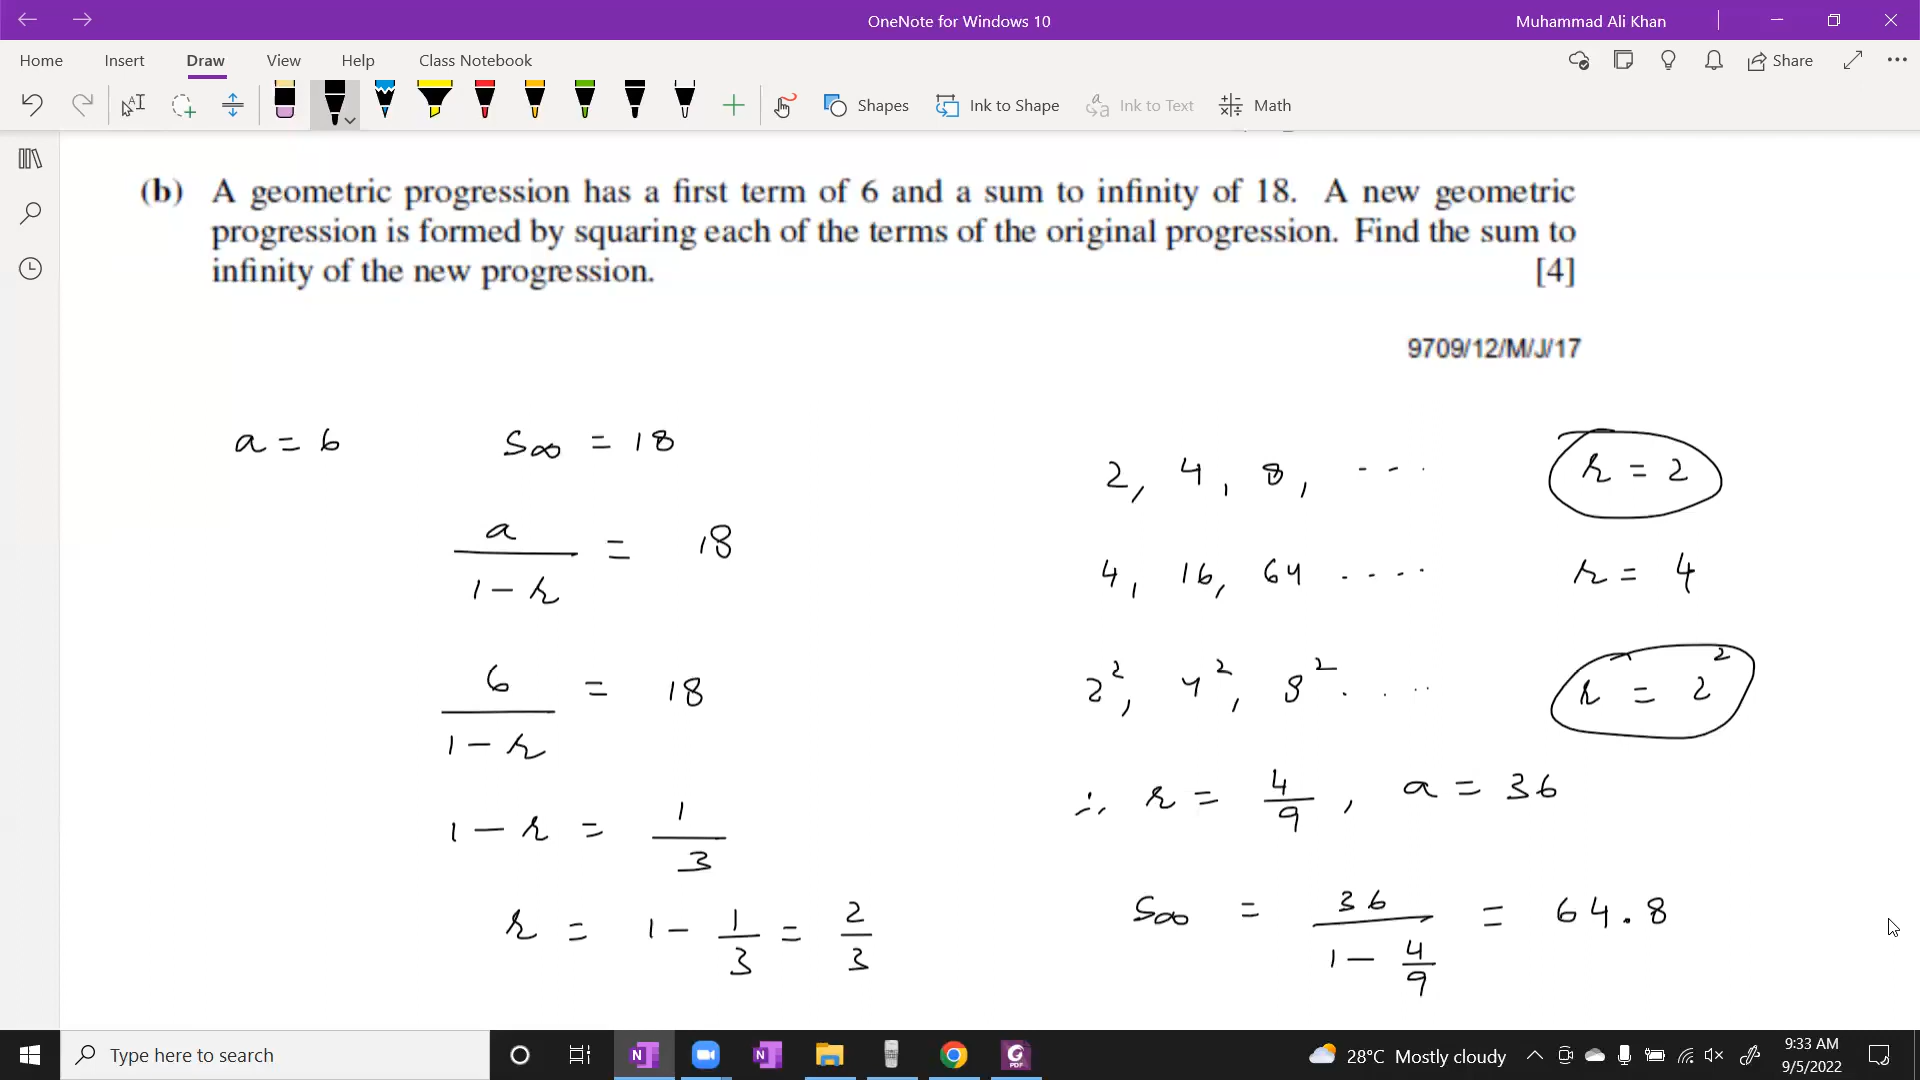 OneNote for Windows 10
Muhammad Ali Khan
Home Insert Draw View Help Class Notebook
Share
Shapes Ink to Shape Ink to Text Math
(b) A geometric progression has a first term of 6 and a sum to infinity of 18. A new geometric
progression is formed by squaring each of the terms of the original progression. Find the sum to
infinity of the new progression. [4]
9709/12/M/J/17
a = 6 S∞ = 18
a/(1 - r) = 18
6/(1 - r) = 18
1 - r = 1/3
r = 1 - 1/3 = 2/3
2, 4, 8, ... r = 2
4, 16, 64 ..... r = 4
2², 4², 8² .... r = 2²
∴ r = 4/9, a = 36
S∞ = 36/(1 - 4/9) = 64.8
Type here to search
28°C Mostly cloudy
9:33 AM
9/5/2022